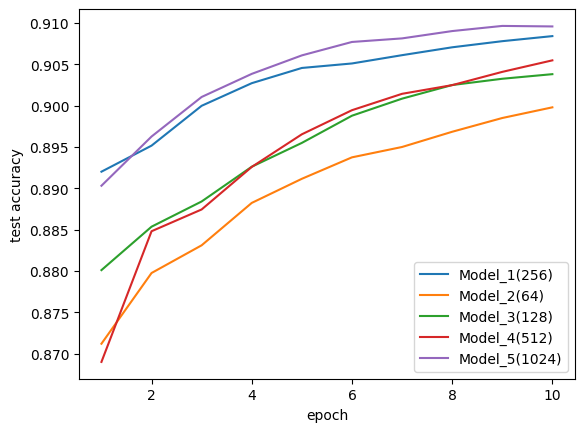 0.910
0.905
0.900
0.895
0.890
0.885
0.880
0.875
0.870
test accuracy
Model_1(256)
Model_2(64)
Model_3(128)
Model_4(512)
Model_5(1024)
2 4 6 8 10
epoch